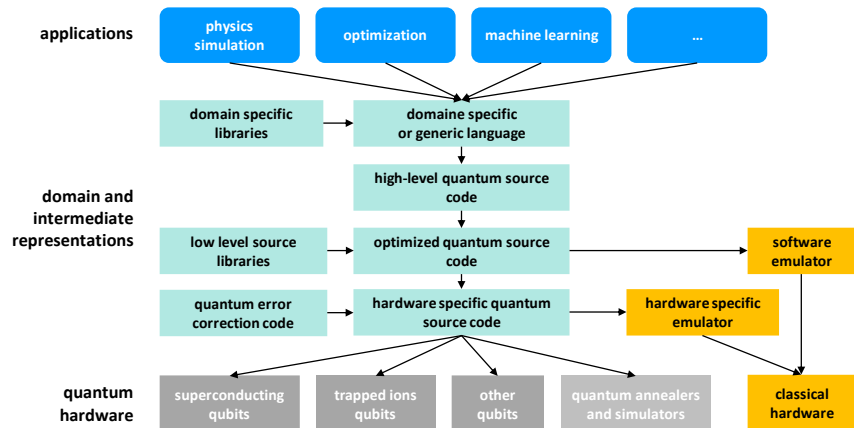 applications
physics
simulation
optimization
machine learning
...
domain specific
libraries
domaine specific
or generic language
high-level quantum source
code
domain and
intermediate
representations
low level source
libraries
optimized quantum source
code
software
emulator
quantum error
correction code
hardware specific quantum
source code
hardware specific
emulator
quantum
hardware
superconducting
qubits
trapped ions
qubits
other
qubits
quantum annealers
and simulators
classical
hardware